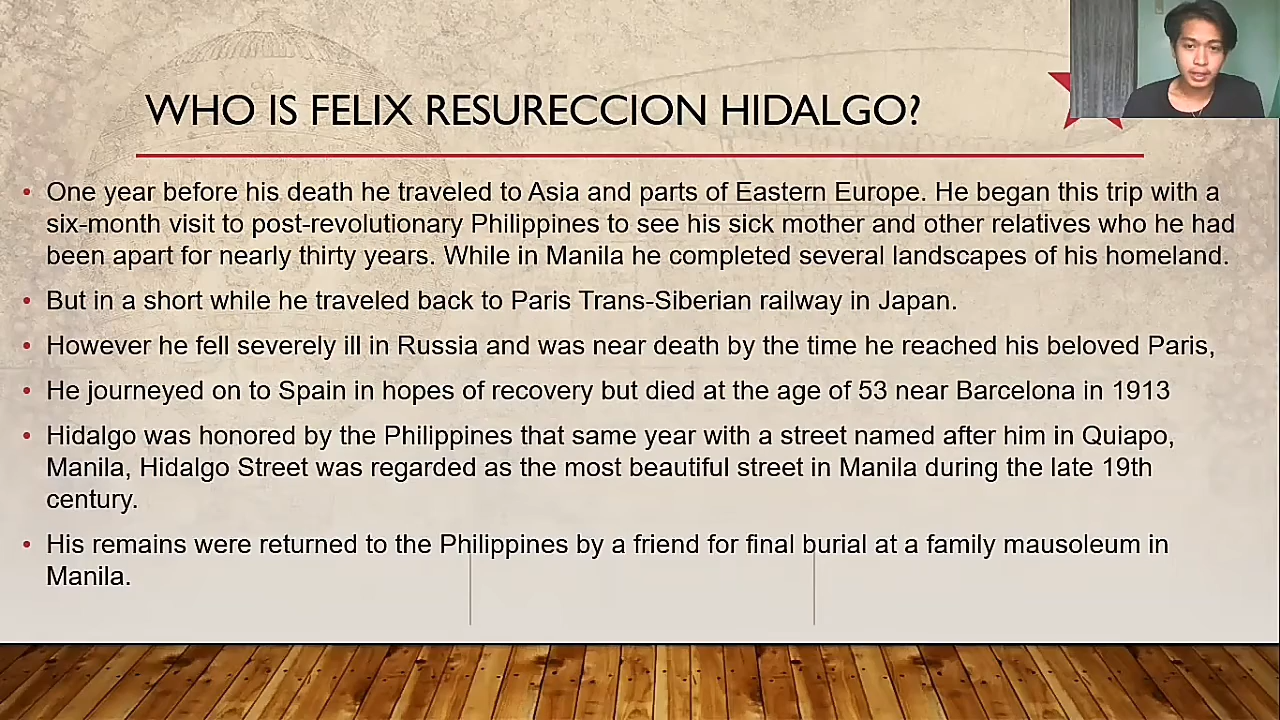 WHO IS FELIX RESURECCION HIDALGO?
• One year before his death he traveled to Asia and parts of Eastern Europe. He began this trip with a
six-month visit to post-revolutionary Philippines to see his sick mother and other relatives who he had
been apart for nearly thirty years. While in Manila he completed several landscapes of his homeland.
• But in a short while he traveled back to Paris Trans-Siberian railway in Japan.
• However he fell severely ill in Russia and was near death by the time he reached his beloved Paris,
• He journeyed on to Spain in hopes of recovery but died at the age of 53 near Barcelona in 1913
• Hidalgo was honored by the Philippines that same year with a street named after him in Quiapo,
Manila, Hidalgo Street was regarded as the most beautiful street in Manila during the late 19th
century.
• His remains were returned to the Philippines by a friend for final burial at a family mausoleum in
Manila.